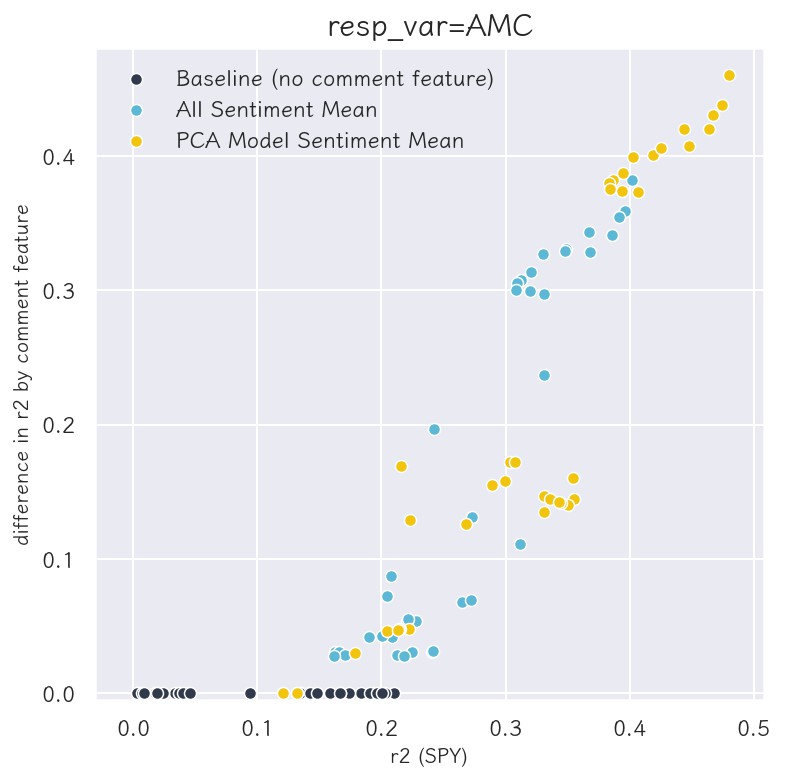 resp_var=AMC
Baseline (no comment feature)
All Sentiment Mean
PCA Model Sentiment Mean
difference in r2 by comment feature
0.4
0.3
0.2
0.1
0.0
0.0 0.1 0.2 0.3 0.4 0.5
r2 (SPY)